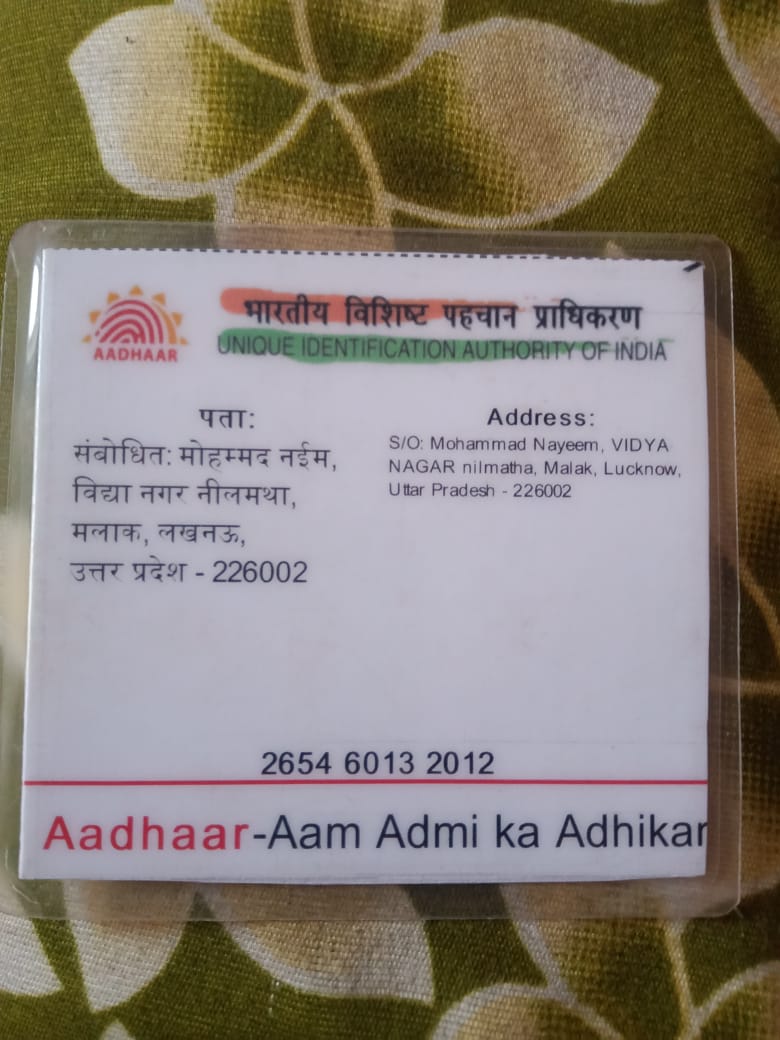 भारतीय विशिष्ट पहचान प्राधिकरण
AADHAAR
UNIQUE IDENTIFICATION AUTHORITY OF INDIA
पता:
संबोधित: मोहम्मद नईम,
विद्या नगर नीलमथा,
मलाक, लखनऊ,
उत्तर प्रदेश - 226002
Address:
S/O: Mohammad Nayeem, VIDYA
NAGAR nilmatha, Malak, Lucknow,
Uttar Pradesh - 226002
2654 6013 2012
Aadhaar-Aam Admi ka Adhikar